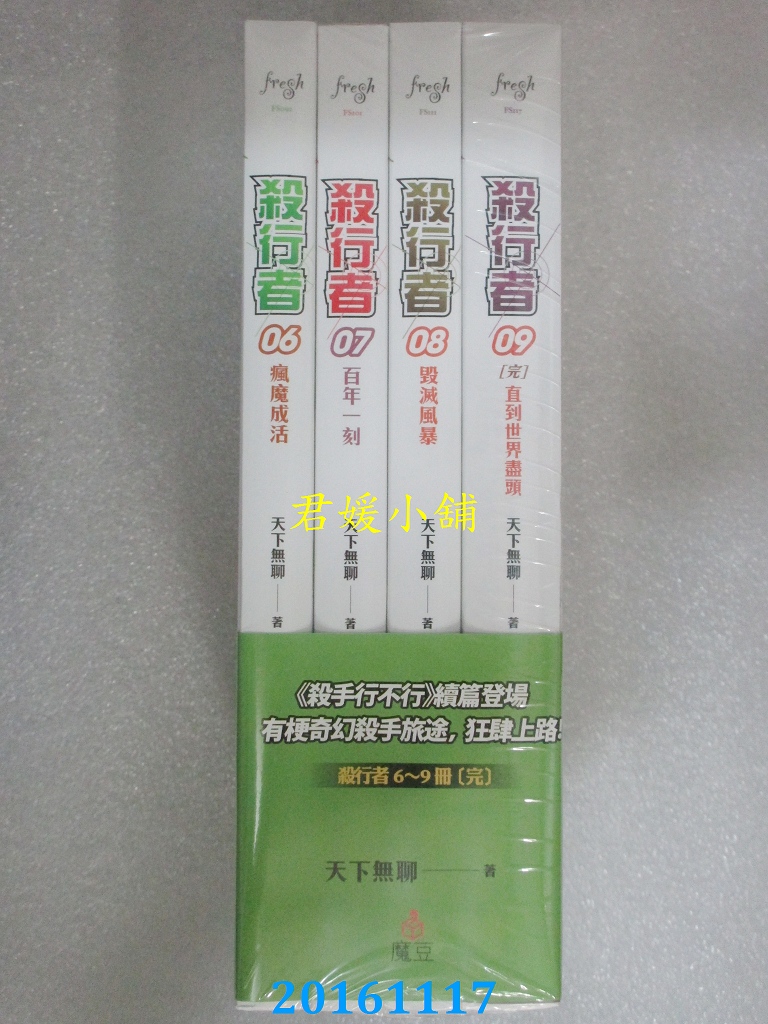 fresh
殺行者
06
瘋魔成活
天下無聊
著
fresh
殺行者
07
百年一刻
天下無聊
著
fresh
殺行者
08
毀滅風暴
天下無聊
著
fresh
殺行者
09
[完]
直到世界盡頭
天下無聊
著
君媛小舖
《殺手行不行》續篇登場
有梗奇幻殺手旅途,狂肆上路!
殺行者 6～9 冊〔完〕
天下無聊 著
魔豆
20161117